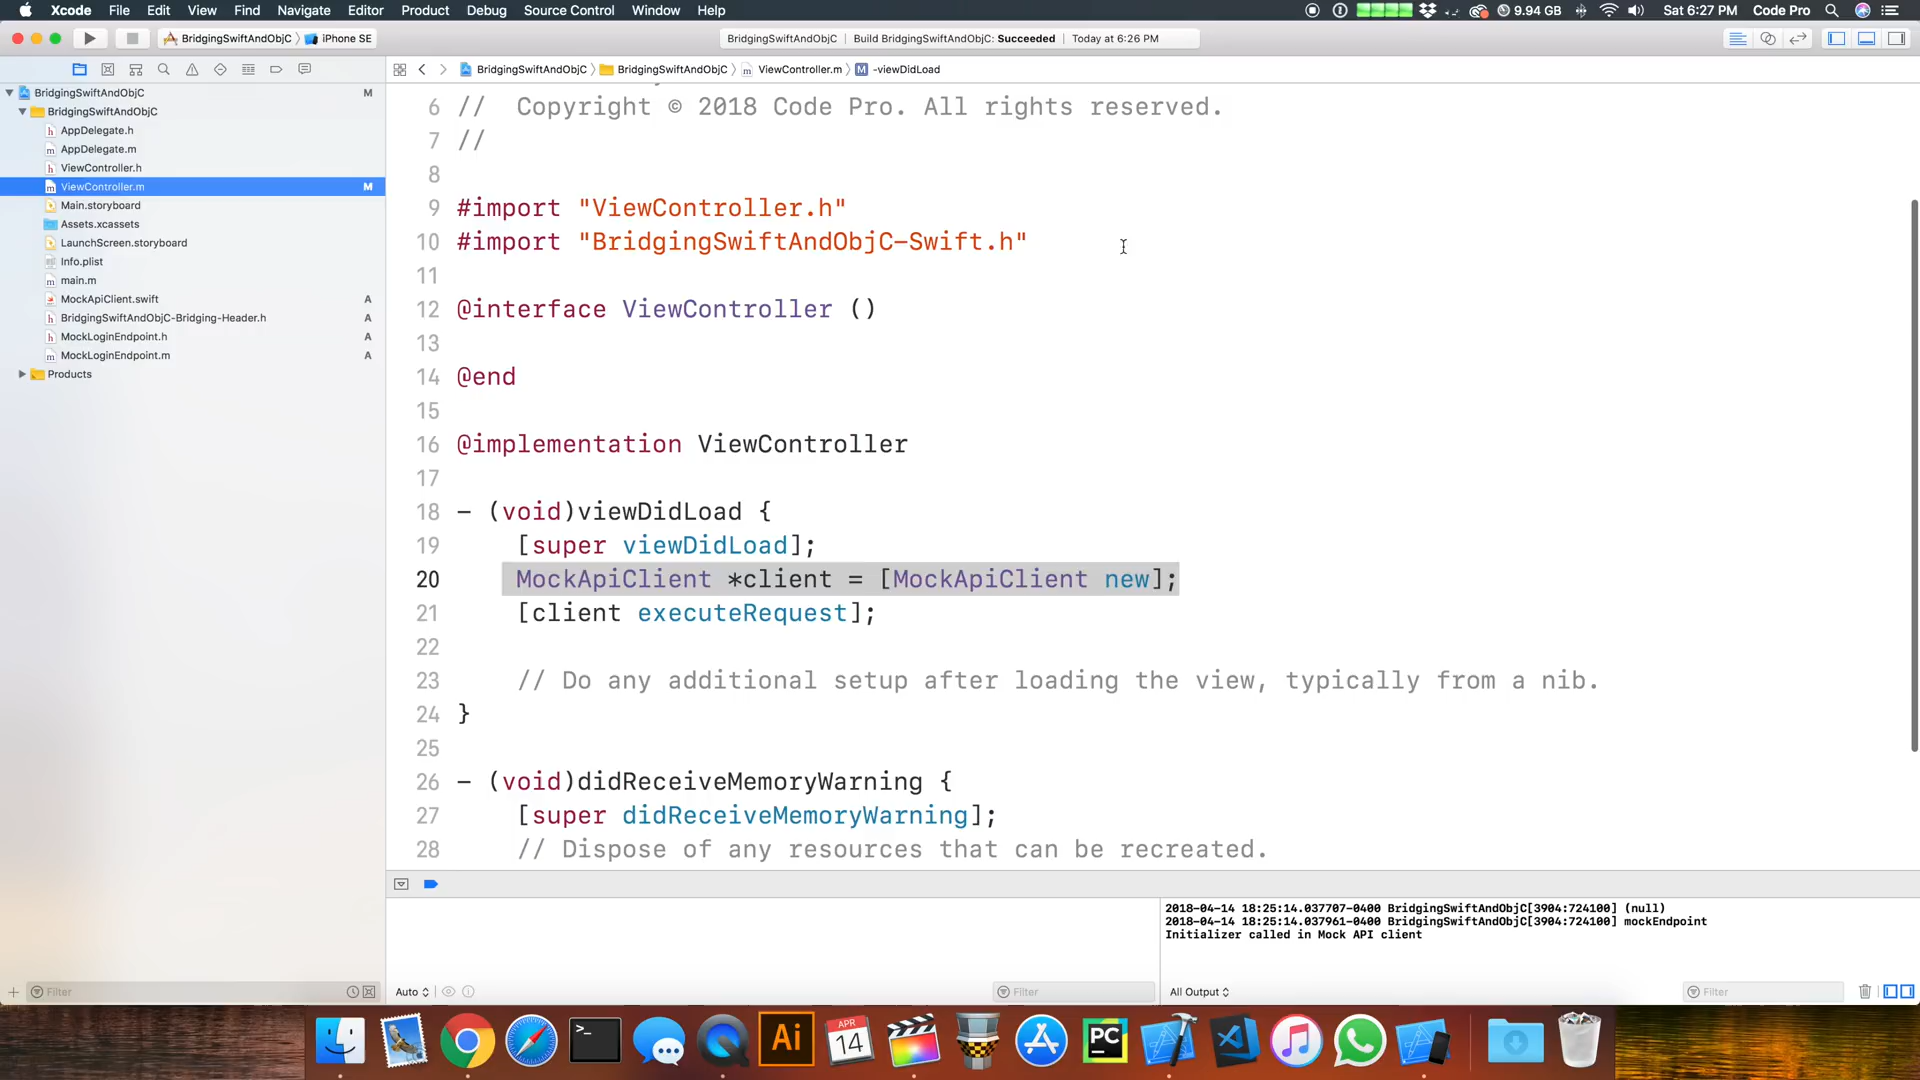 Xcode File Edit View Find Navigate Editor Product Debug Source Control Window Help
9.94 GB Sat 6:27 PM Code Pro
BridgingSwiftAndObjC iPhone SE
BridgingSwiftAndObjC Build BridgingSwiftAndObjC: Succeeded Today at 6:26 PM
BridgingSwiftAndObjC BridgingSwiftAndObjC ViewController.m M -viewDidLoad
BridgingSwiftAndObjC M
BridgingSwiftAndObjC
h AppDelegate.h
m AppDelegate.m
h ViewController.h
m ViewController.m M
Main.storyboard
Assets.xcassets
LaunchScreen.storyboard
Info.plist
m main.m
MockApiClient.swift A
h BridgingSwiftAndObjC-Bridging-Header.h A
h MockLoginEndpoint.h A
m MockLoginEndpoint.m A
Products
Filter
6 // Copyright © 2018 Code Pro. All rights reserved.
7 //
8
9 #import "ViewController.h"
10 #import "BridgingSwiftAndObjC-Swift.h"
11
12 @interface ViewController ()
13
14 @end
15
16 @implementation ViewController
17
18 - (void)viewDidLoad {
19 [super viewDidLoad];
20 MockApiClient *client = [MockApiClient new];
21 [client executeRequest];
22
23 // Do any additional setup after loading the view, typically from a nib.
24 }
25
26 - (void)didReceiveMemoryWarning {
27 [super didReceiveMemoryWarning];
28 // Dispose of any resources that can be recreated.
2018-04-14 18:25:14.037707-0400 BridgingSwiftAndObjC[3904:724100] (null)
2018-04-14 18:25:14.037961-0400 BridgingSwiftAndObjC[3904:724100] mockEndpoint
Initializer called in Mock API client
Auto Filter
All Output Filter
>_
Ai
APR
14
PC